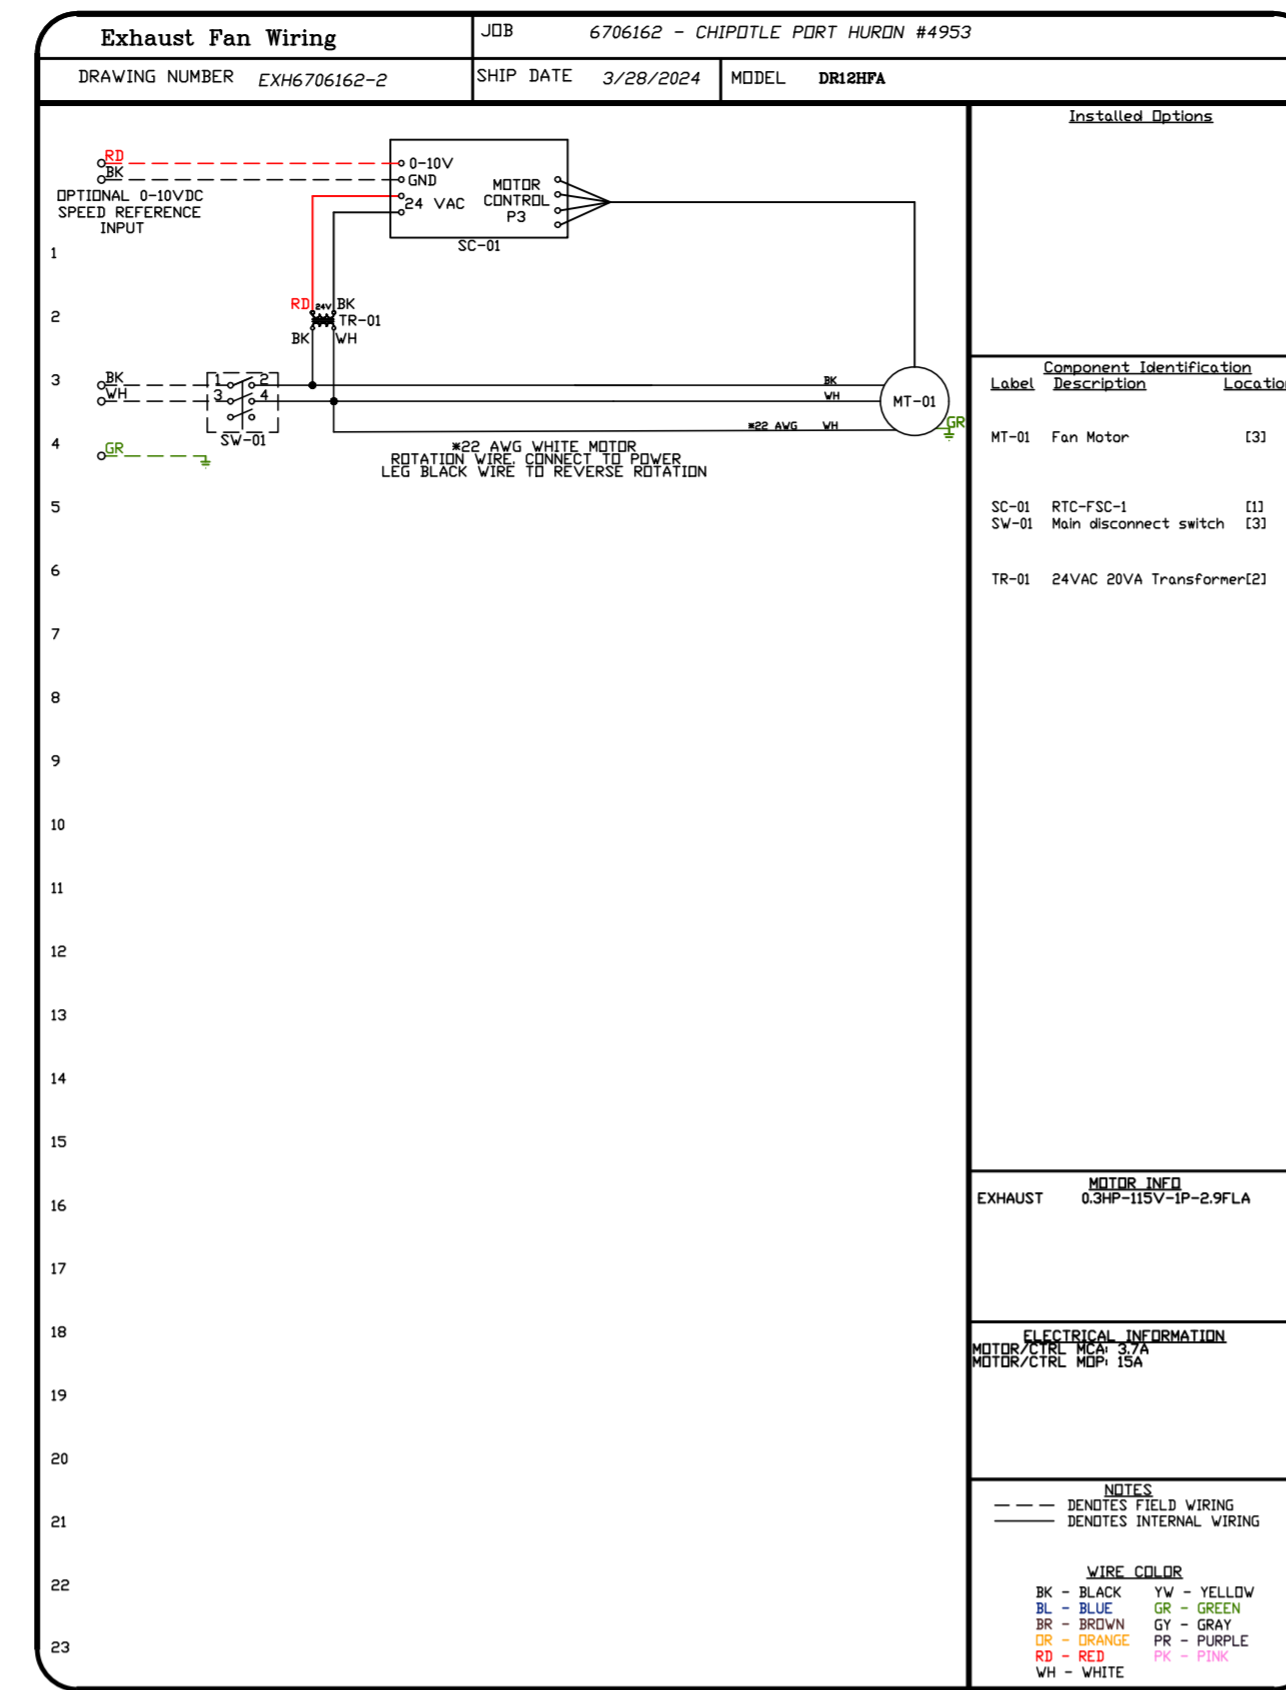 Exhaust Fan Wiring
JOB 6706162 - CHIPOTLE PORT HURON #4953
DRAWING NUMBER EXH6706162-2
SHIP DATE 3/28/2024
MODEL DR12HFA
RD
BK
OPTIONAL 0-10VDC
SPEED REFERENCE
INPUT
0-10V
GND
24 VAC
MOTOR
CONTROL
P3
SC-01
RD 24V BK
TR-01
BK WH
BK
WH
1 2
3 4
SW-01
GR
BK
WH
*22 AWG WH
MT-01
GR
*22 AWG WHITE MOTOR
ROTATION WIRE. CONNECT TO POWER
LEG BLACK WIRE TO REVERSE ROTATION
1
2
3
4
5
6
7
8
9
10
11
12
13
14
15
16
17
18
19
20
21
22
23
Installed Options
Component Identification
Label Description Location
MT-01 Fan Motor [3]
SC-01 RTC-FSC-1 [1]
SW-01 Main disconnect switch [3]
TR-01 24VAC 20VA Transformer[2]
MOTOR INFO
EXHAUST 0.3HP-115V-1P-2.9FLA
ELECTRICAL INFORMATION
MOTOR/CTRL MCA: 3.7A
MOTOR/CTRL MOP: 15A
NOTES
DENOTES FIELD WIRING
DENOTES INTERNAL WIRING
WIRE COLOR
BK - BLACK YW - YELLOW
BL - BLUE GR - GREEN
BR - BROWN GY - GRAY
OR - ORANGE PR - PURPLE
RD - RED PK - PINK
WH - WHITE